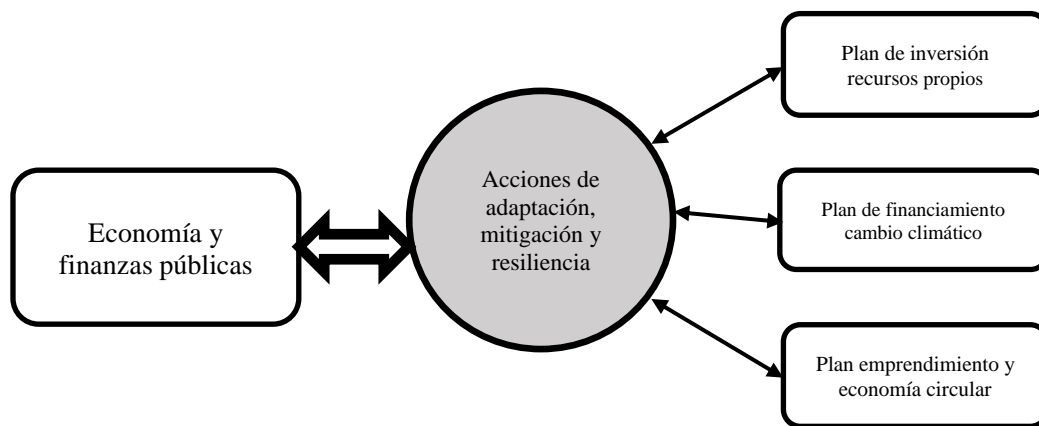 Economía y
finanzas públicas
Acciones de
adaptación,
mitigación y
resiliencia
Plan de inversión
recursos propios
Plan de financiamiento
cambio climático
Plan emprendimiento y
economía circular